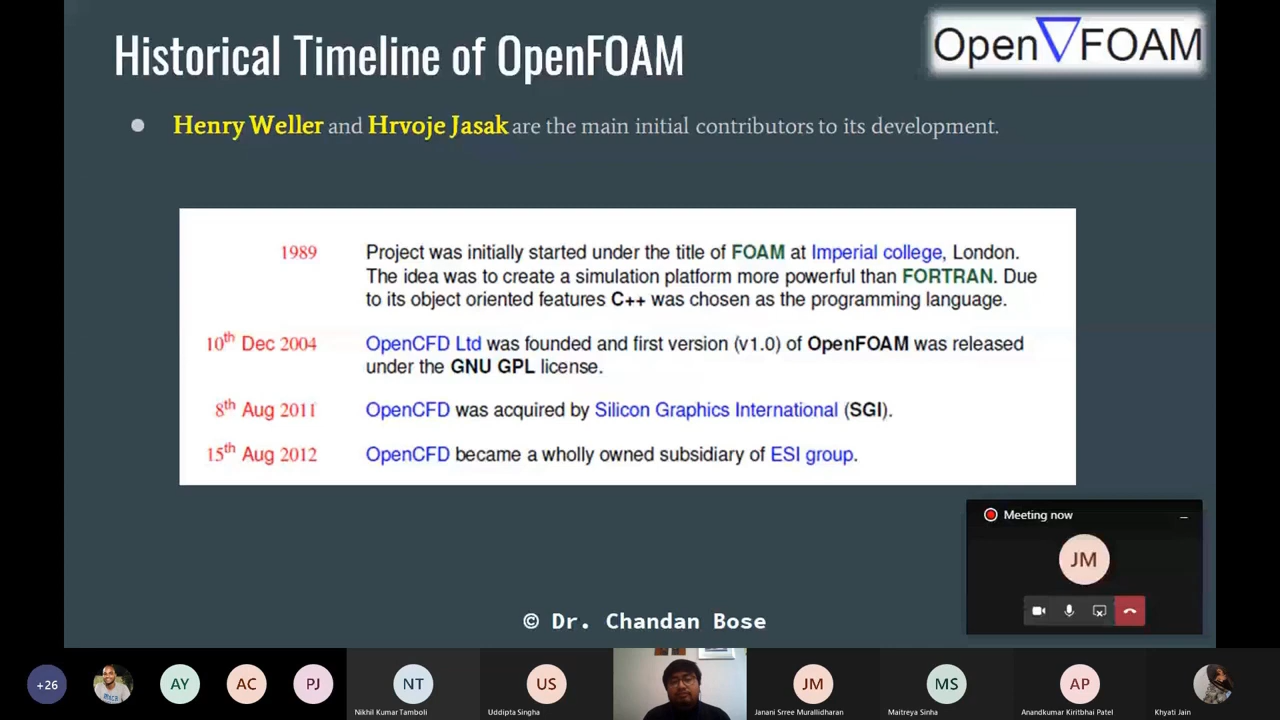 Historical Timeline of OpenFOAM
Open∇FOAM
Henry Weller and Hrvoje Jasak are the main initial contributors to its development.
1989 Project was initially started under the title of FOAM at Imperial college, London.
The idea was to create a simulation platform more powerful than FORTRAN. Due
to its object oriented features C++ was chosen as the programming language.
10th Dec 2004 OpenCFD Ltd was founded and first version (v1.0) of OpenFOAM was released
under the GNU GPL license.
8th Aug 2011 OpenCFD was acquired by Silicon Graphics International (SGI).
15th Aug 2012 OpenCFD became a wholly owned subsidiary of ESI group.
Meeting now
JM
© Dr. Chandan Bose
+26 AY AC PJ NT US JM MS AP
Nikhil Kumar Tamboli Uddipta Singha Janani Srree Murallidharan Maitreya Sinha Anandkumar Kiritbhai Patel Khyati Jain